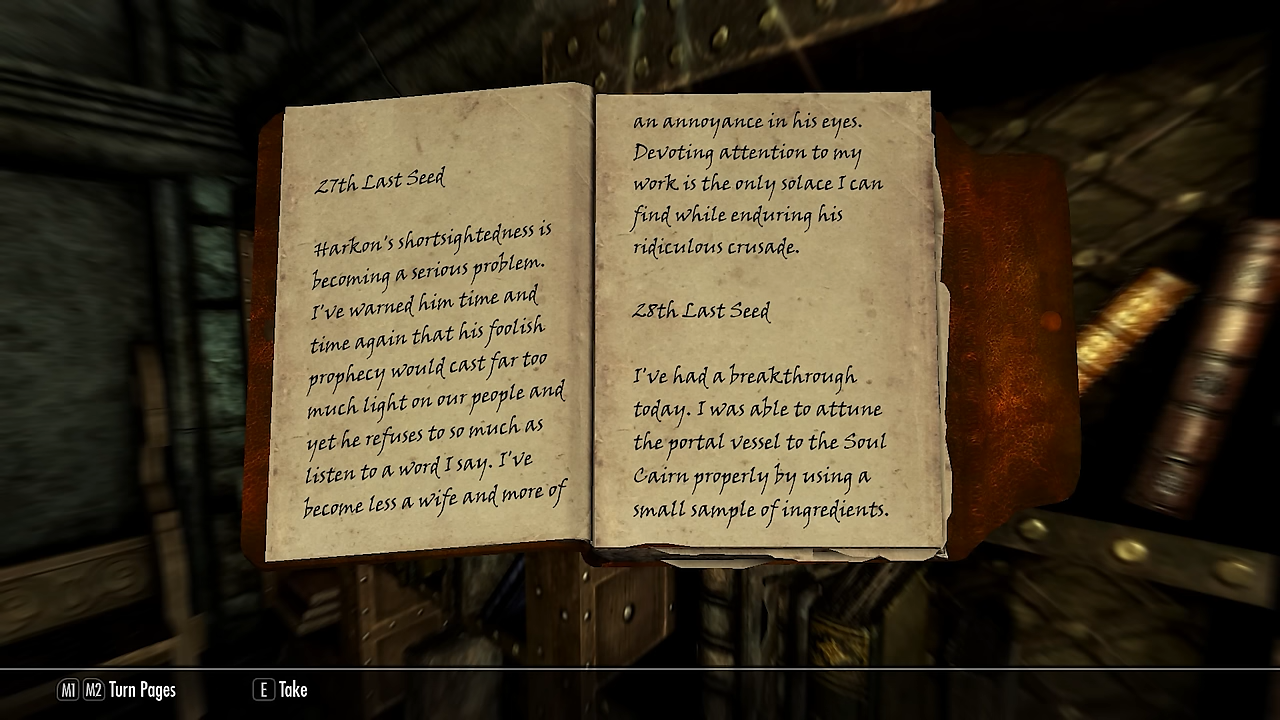 27th Last Seed
Harkon's shortsightedness is
becoming a serious problem.
I've warned him time and
time again that his foolish
prophecy would cast far too
much light on our people and
yet he refuses to so much as
listen to a word I say. I've
become less a wife and more of
an annoyance in his eyes.
Devoting attention to my
work is the only solace I can
find while enduring his
ridiculous crusade.
28th Last Seed
I've had a breakthrough
today. I was able to attune
the portal vessel to the Soul
Cairn properly by using a
small sample of ingredients.
M1 M2 Turn Pages
E Take